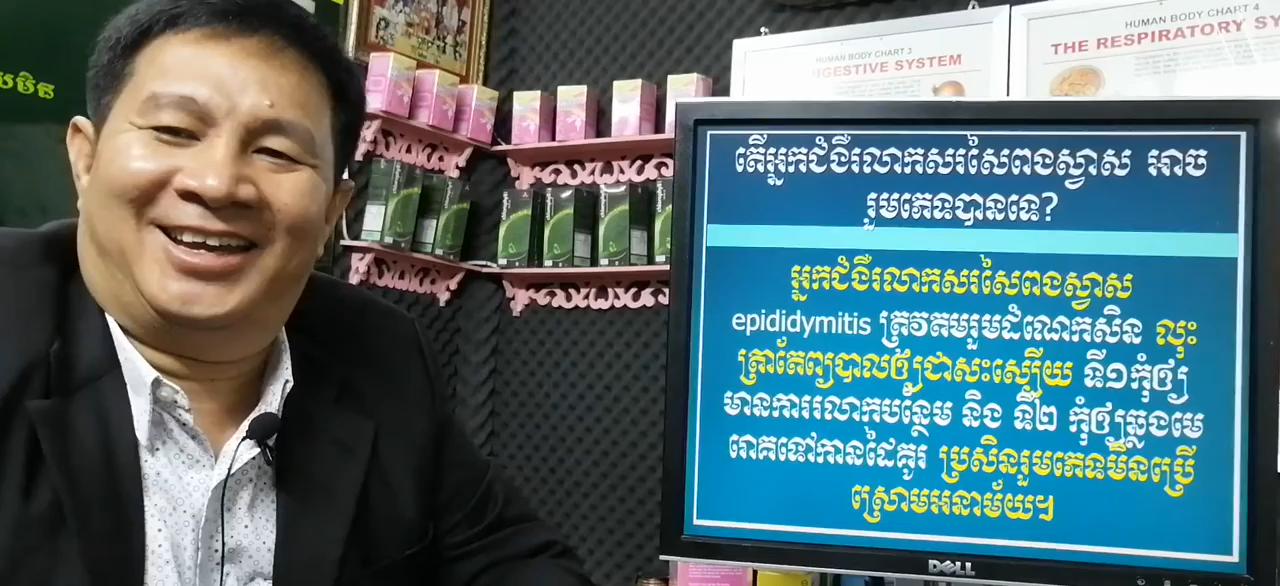 របមិន
HUMAN BODY CHART 3
DIGESTIVE SYSTEM
HUMAN BODY CHART 4
THE RESPIRATORY SY
តើអ្នកជំងឺរលាកសរសៃពងស្វាស អាច
រួមភេទបានទេ?
អ្នកជំងឺរលាកសរសៃពងស្វាស
epididymitis ត្រូវតមរួមដំណេកសិន លុះ
ត្រាតែព្យបាលឲ្យជាសះស្បើយ ទី១កុំឲ្យ
មានការរលាកបន្ថែម និង ទី២ កុំឲ្យឆ្លងមេ
រោគទៅកាន់ដៃគូរ ប្រសិនរួមភេទមិនប្រើ
ស្រោមអនាម័យ។
DELL